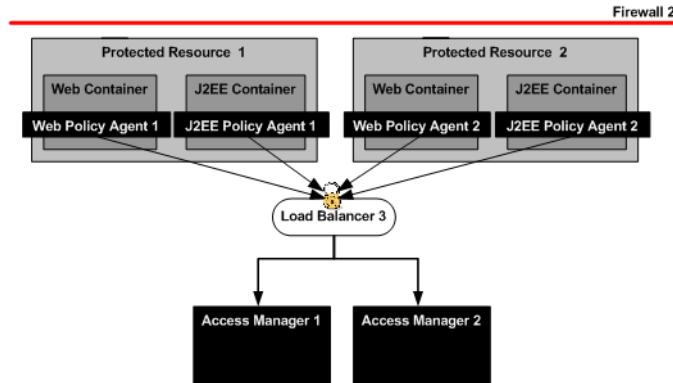 Firewall 2
Protected Resource 1
Protected Resource 2
Web Container
J2EE Container
Web Container
J2EE Container
Web Policy Agent 1
J2EE Policy Agent 1
Web Policy Agent 2
J2EE Policy Agent 2
Load Balancer 3
Access Manager 1
Access Manager 2